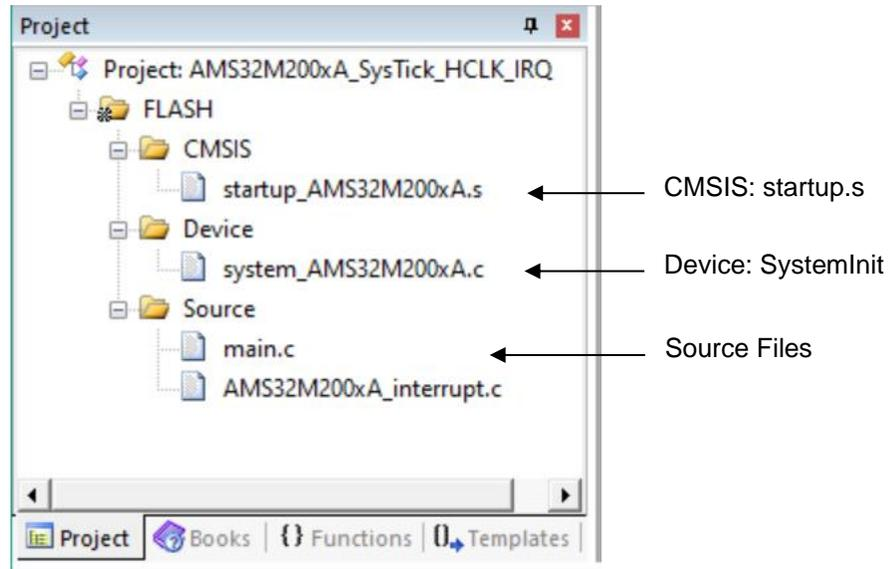 Project
Project: AMS32M200xA_SysTick_HCLK_IRQ
FLASH
CMSIS
startup_AMS32M200xA.s CMSIS: startup.s
Device
system_AMS32M200xA.c Device: SystemInit
Source
main.c Source Files
AMS32M200xA_interrupt.c
Project Books {} Functions 0 Templates